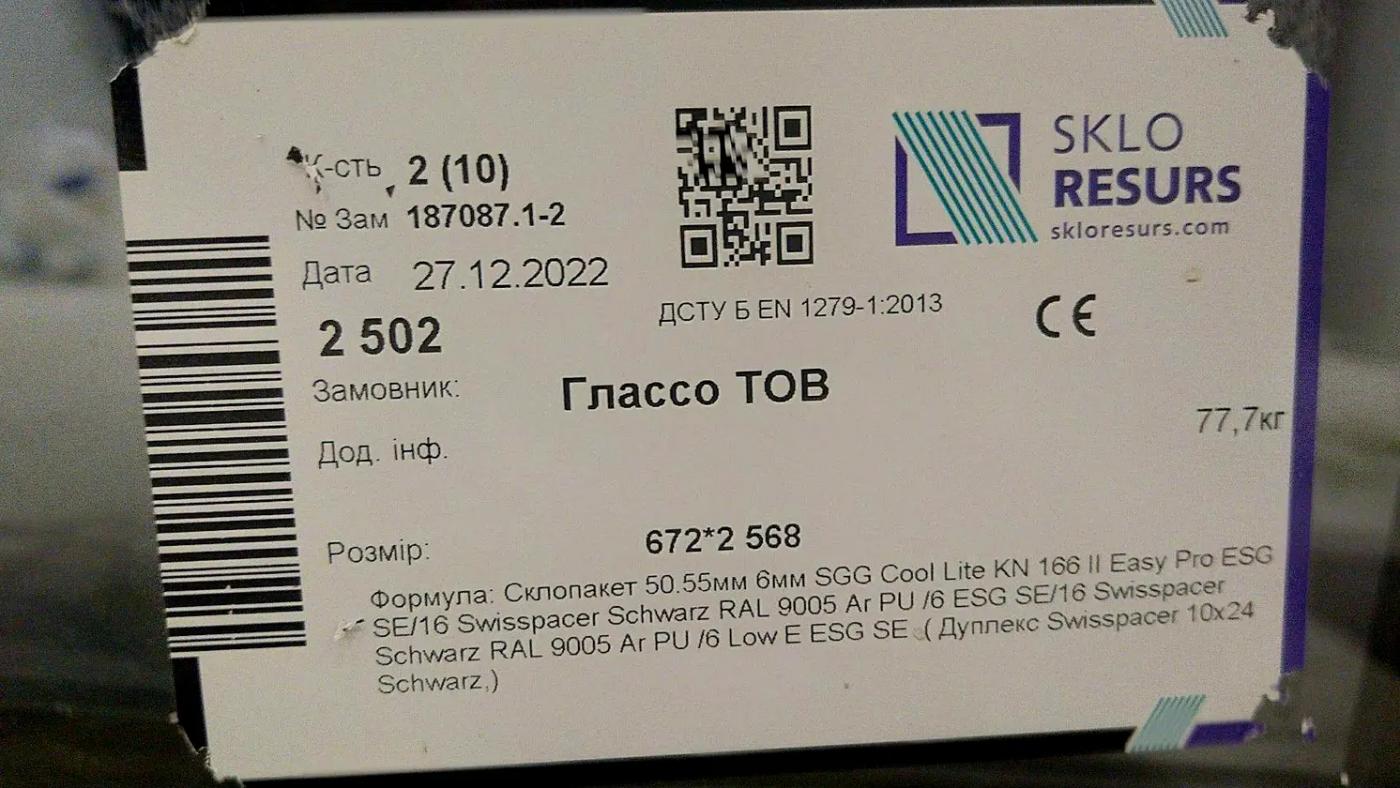 К-сть 2 (10)
№ Зам 187087.1-2
Дата 27.12.2022
2 502
SKLO
RESURS
skloresurs.com
ДСТУ Б EN 1279-1:2013
CE
Замовник: Глассо ТОВ
77,7кг
Дод. інф.
Розмір: 672*2 568
Формула: Склопакет 50.55мм 6мм SGG Cool Lite KN 166 II Easy Pro ESG
SE/16 Swisspacer Schwarz RAL 9005 Ar PU /6 ESG SE/16 Swisspacer
Schwarz RAL 9005 Ar PU /6 Low E ESG SE ( Дуплекс Swisspacer 10x24
Schwarz,)